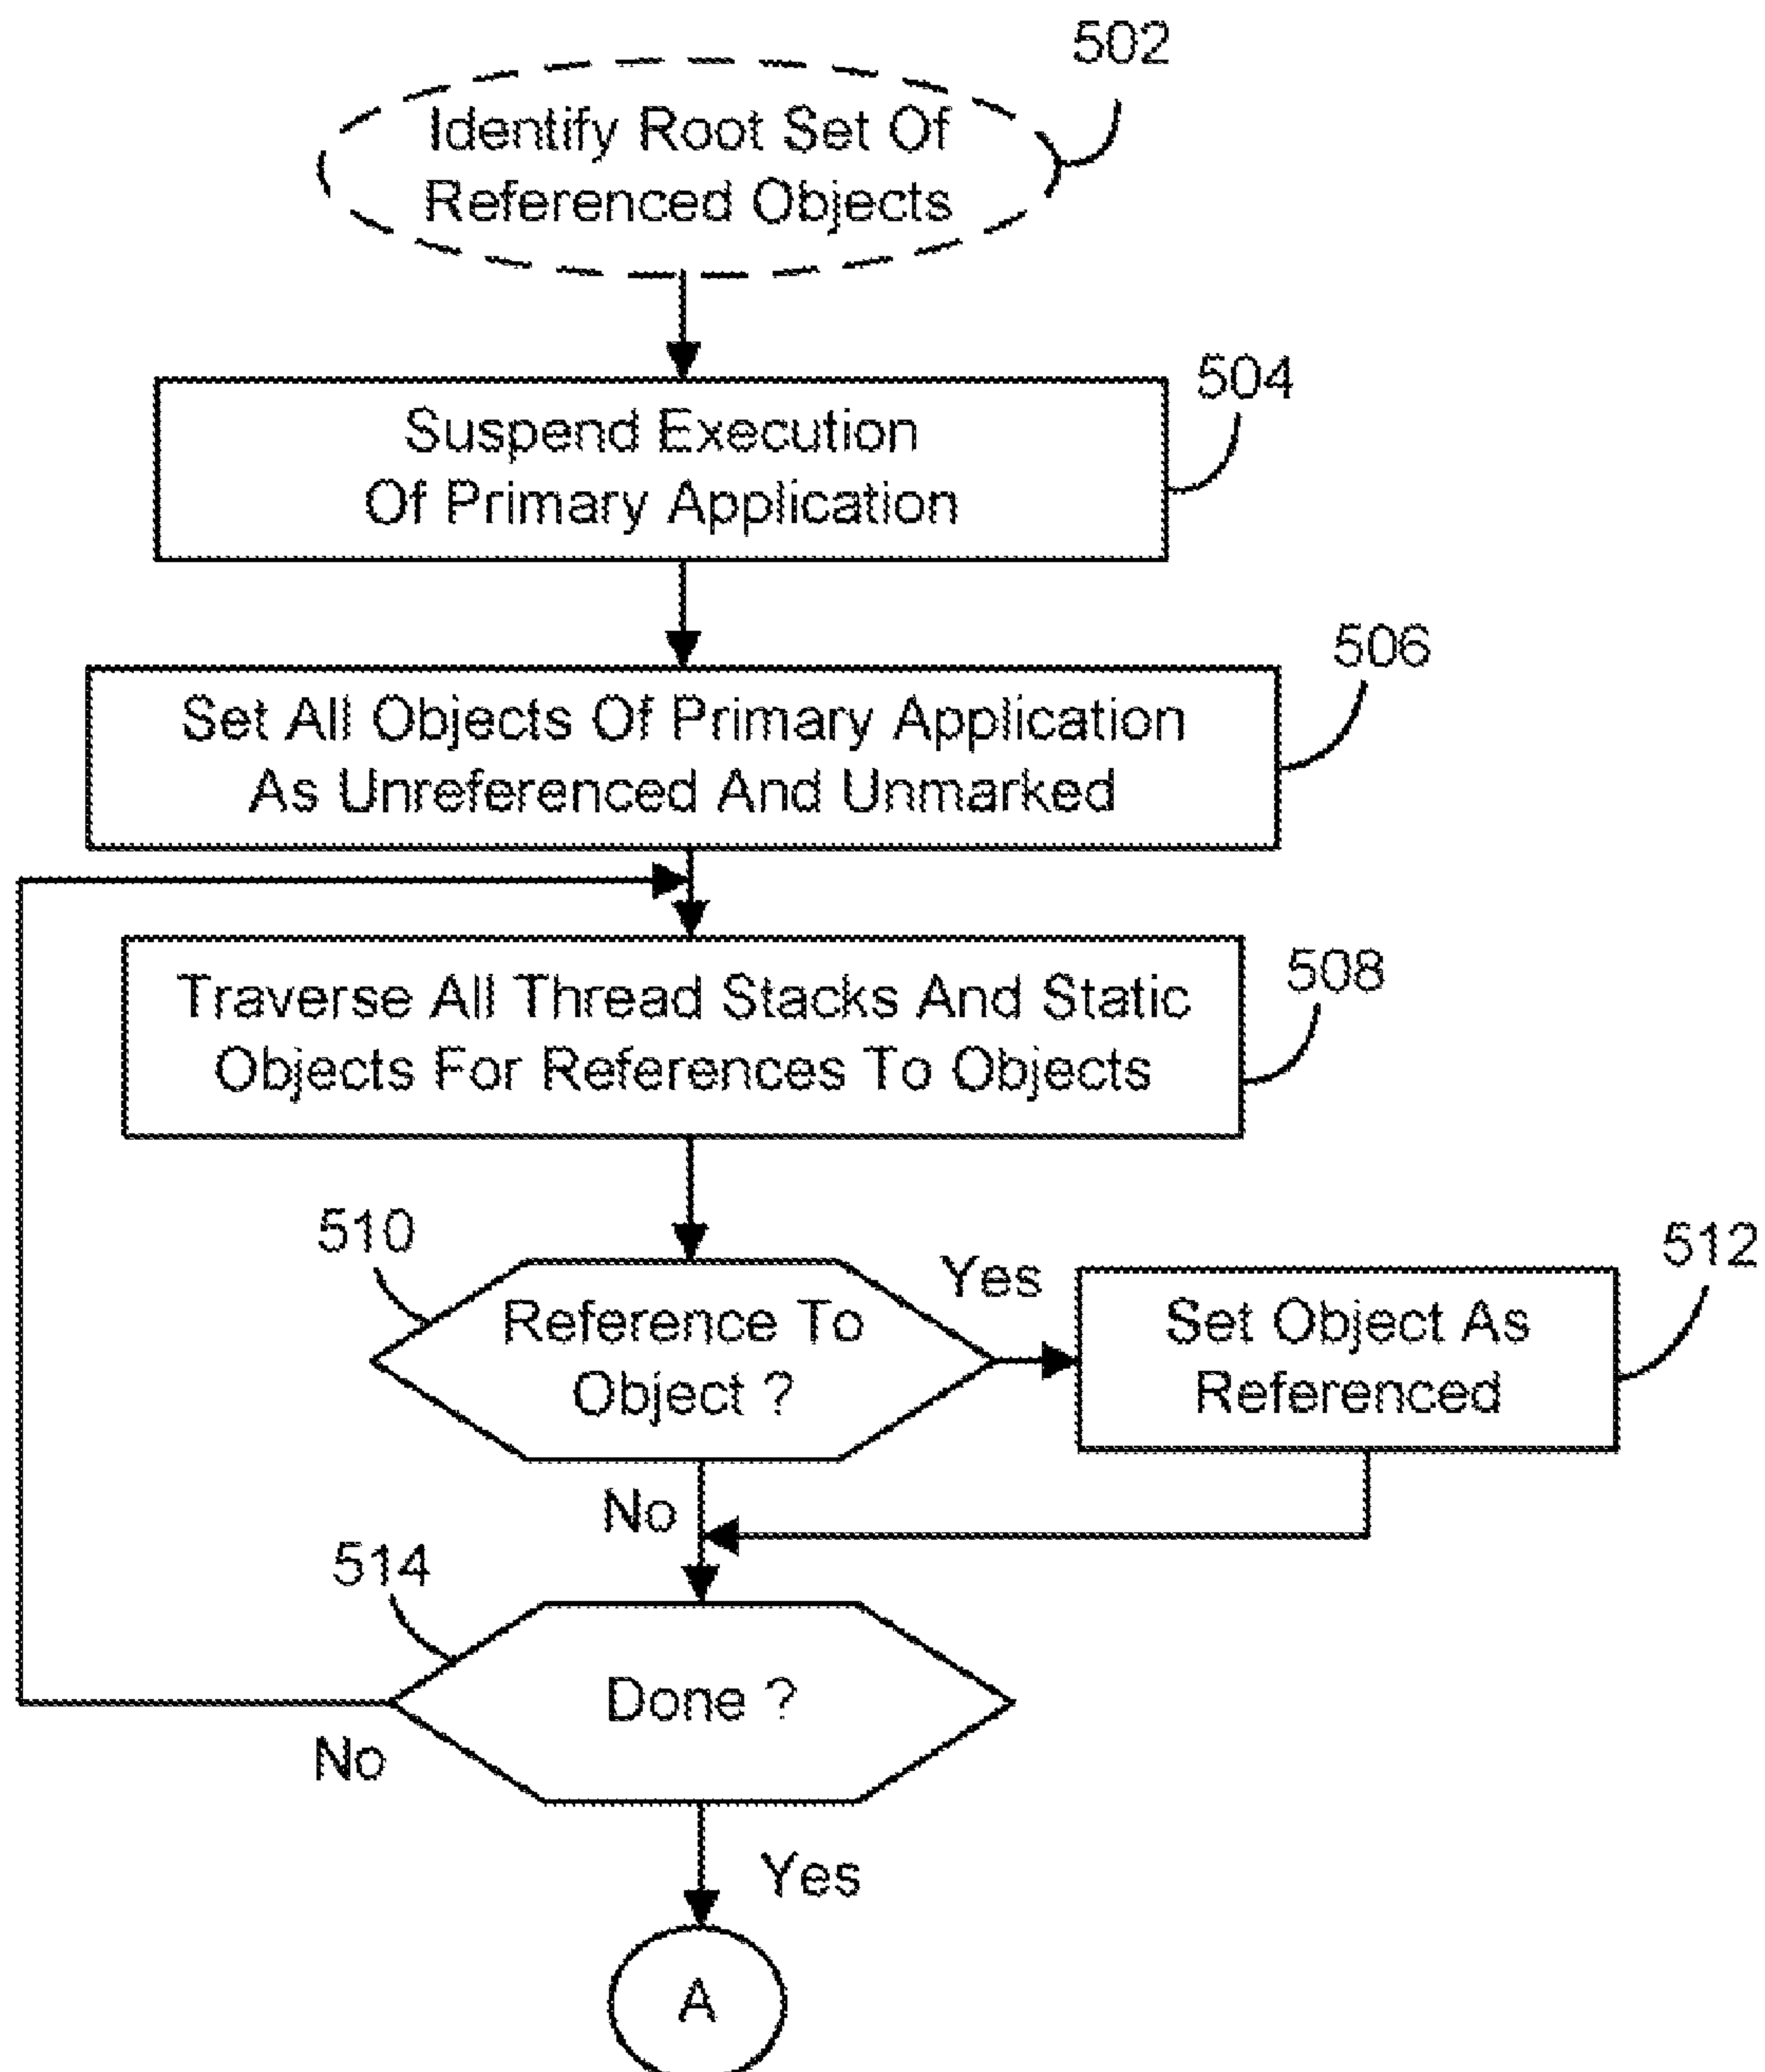 502
Identify Root Set Of
Referenced Objects
504
Suspend Execution
Of Primary Application
506
Set All Objects Of Primary Application
As Unreferenced And Unmarked
508
Traverse All Thread Stacks And Static
Objects For References To Objects
510
Reference To
Object ?
Yes
512
Set Object As
Referenced
No
514
Done ?
No
Yes
A